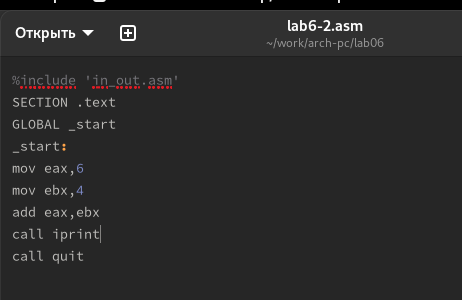 Открыть
lab6-2.asm
~/work/arch-pc/lab06
%include 'in_out.asm'
SECTION .text
GLOBAL _start
_start:
mov eax,6
mov ebx,4
add eax,ebx
call iprint
call quit